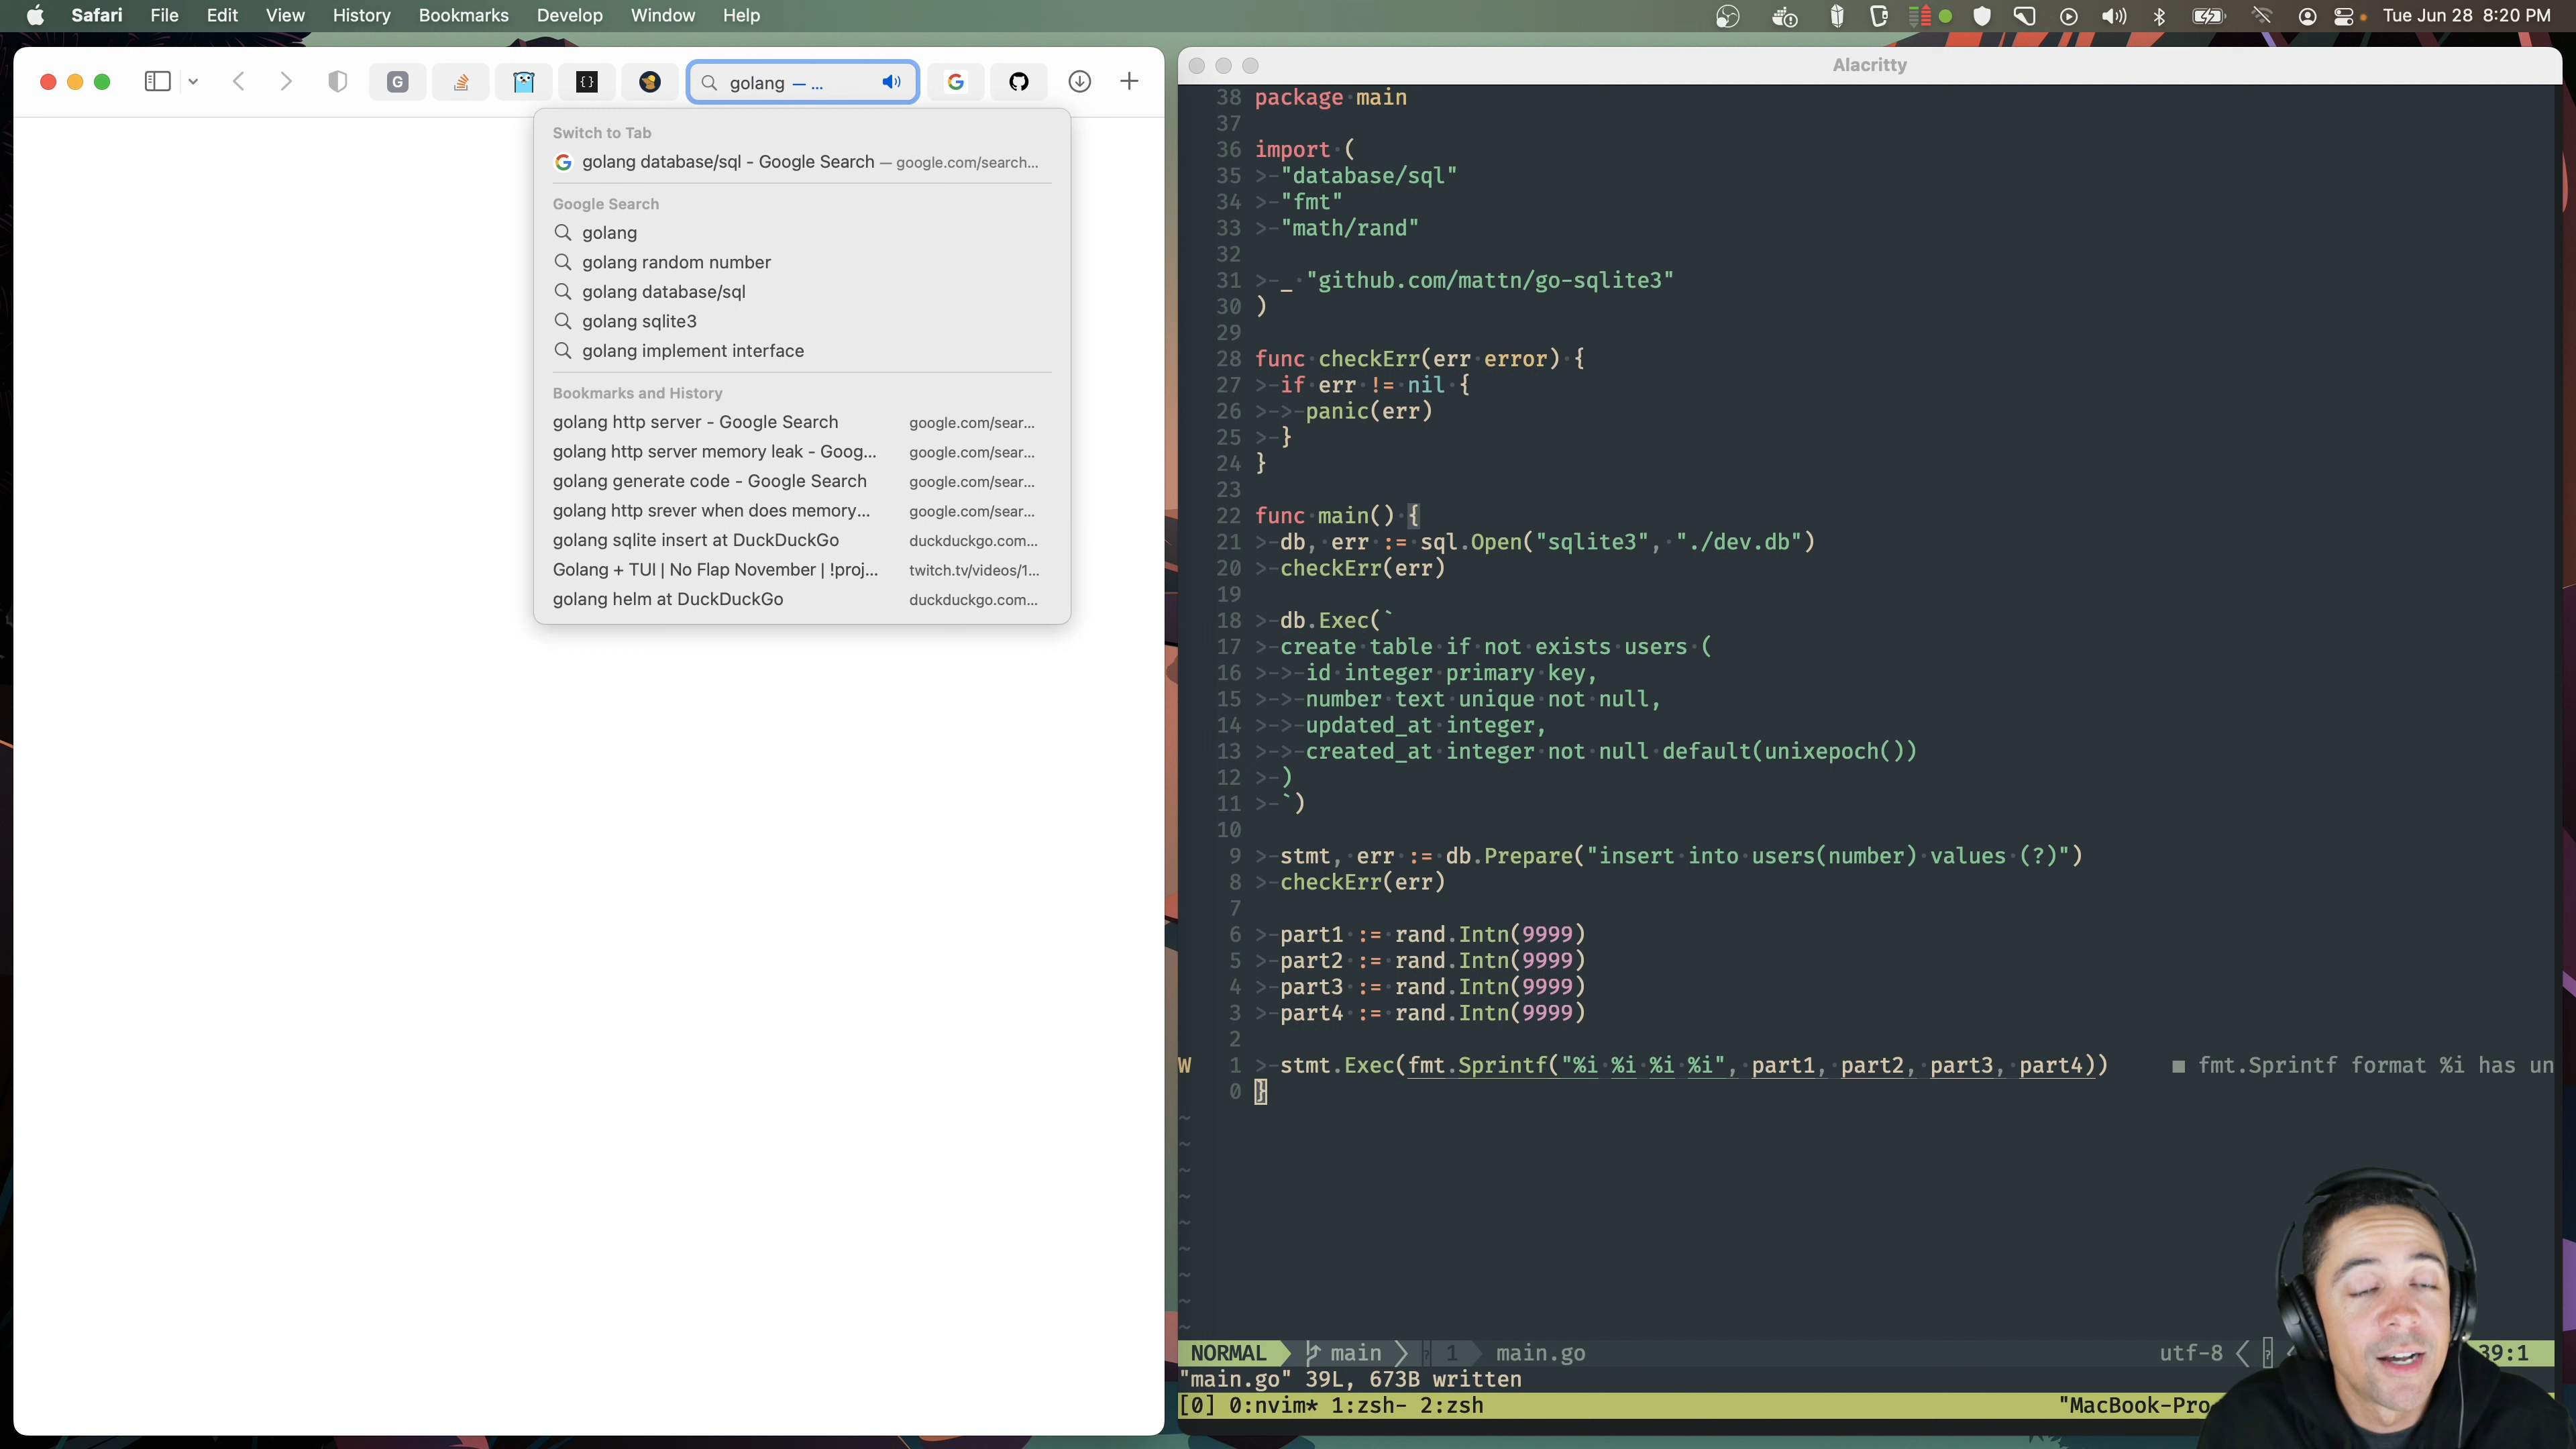 Safari File Edit View History Bookmarks Develop Window Help
Tue Jun 28 8:20 PM
G
golang — ...
Switch to Tab
golang database/sql - Google Search — google.com/search...
Google Search
golang
golang random number
golang database/sql
golang sqlite3
golang implement interface
Bookmarks and History
golang http server - Google Search google.com/sear...
golang http server memory leak - Goog... google.com/sear...
golang generate code - Google Search google.com/sear...
golang http srever when does memory... google.com/sear...
golang sqlite insert at DuckDuckGo duckduckgo.com...
Golang + TUI | No Flap November | !proj... twitch.tv/videos/1...
golang helm at DuckDuckGo duckduckgo.com...
Alacritty
38 package·main
37
36 import·(
35 >-"database/sql"
34 >-"fmt"
33 >-"math/rand"
32
31 >-_·"github.com/mattn/go-sqlite3"
30 )
29
28 func·checkErr(err·error)·{
27 >-if·err·!=·nil·{
26 >->-panic(err)
25 >-}
24 }
23
22 func·main()·{
21 >-db,·err·:=·sql.Open("sqlite3",·"./dev.db")
20 >-checkErr(err)
19
18 >-db.Exec(`
17 >-create·table·if·not·exists·users·(
16 >->-id·integer·primary·key,
15 >->-number·text·unique·not·null,
14 >->-updated_at·integer,
13 >->-created_at·integer·not·null·default(unixepoch())
12 >-)
11 >-`)
10
9 >-stmt,·err·:=·db.Prepare("insert·into·users(number)·values·(?)")
8 >-checkErr(err)
7
6 >-part1·:=·rand.Intn(9999)
5 >-part2·:=·rand.Intn(9999)
4 >-part3·:=·rand.Intn(9999)
3 >-part4·:=·rand.Intn(9999)
2
W 1 >-stmt.Exec(fmt.Sprintf("%i·%i·%i·%i",·part1,·part2,·part3,·part4)) ■ fmt.Sprintf format %i has un
0 }
~
~
~
~
~
~
~
~
~
NORMAL main 1 main.go utf-8 39:1
"main.go" 39L, 673B written
[0] 0:nvim* 1:zsh- 2:zsh "MacBook-Pro